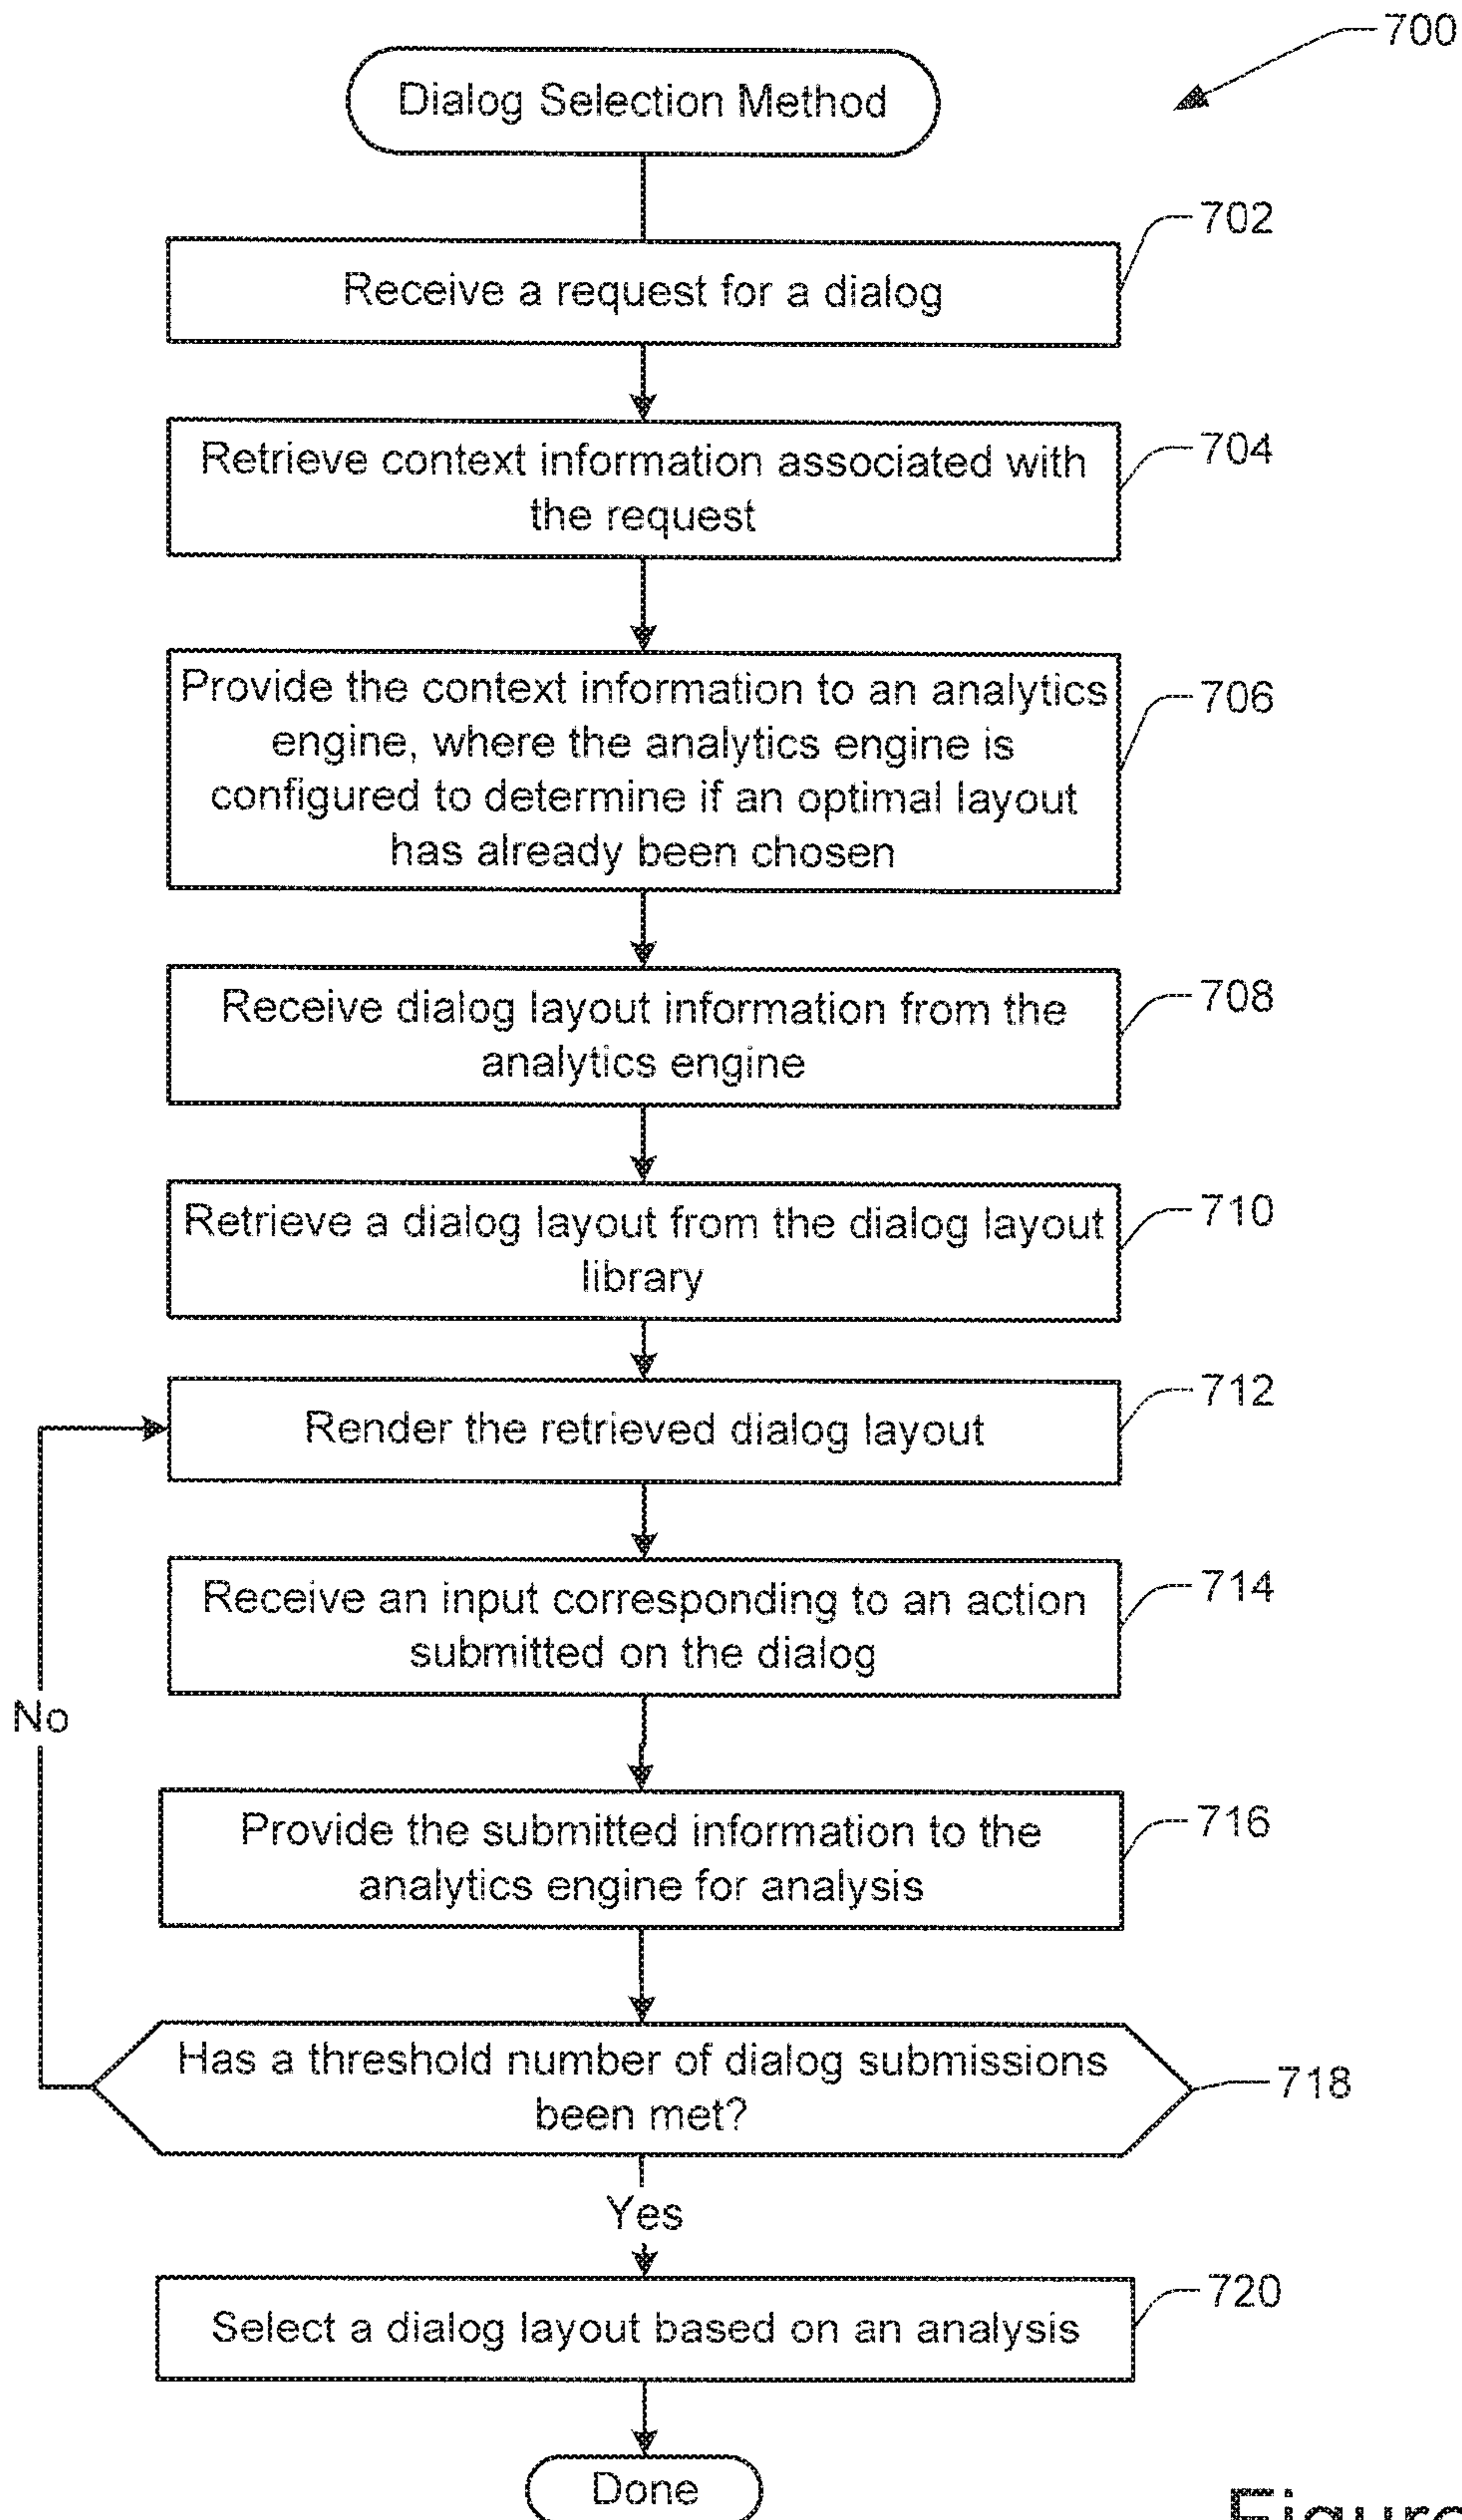 700
Dialog Selection Method
702
Receive a request for a dialog
704
Retrieve context information associated with
the request
706
Provide the context information to an analytics
engine, where the analytics engine is
configured to determine if an optimal layout
has already been chosen
708
Receive dialog layout information from the
analytics engine
710
Retrieve a dialog layout from the dialog layout
library
712
Render the retrieved dialog layout
714
Receive an input corresponding to an action
submitted on the dialog
No
716
Provide the submitted information to the
analytics engine for analysis
Has a threshold number of dialog submissions
been met?
718
Yes
720
Select a dialog layout based on an analysis
Done
Figure